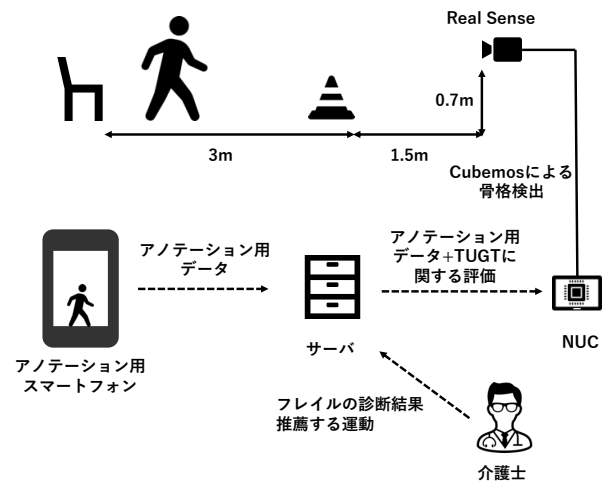 Real Sense
0.7m
3m
1.5m
Cubemosによる
骨格検出
アノテーション用
データ
アノテーション用
データ+TUGTに
関する評価
サーバ
NUC
アノテーション用
スマートフォン
フレイルの診断結果
推薦する運動
介護士